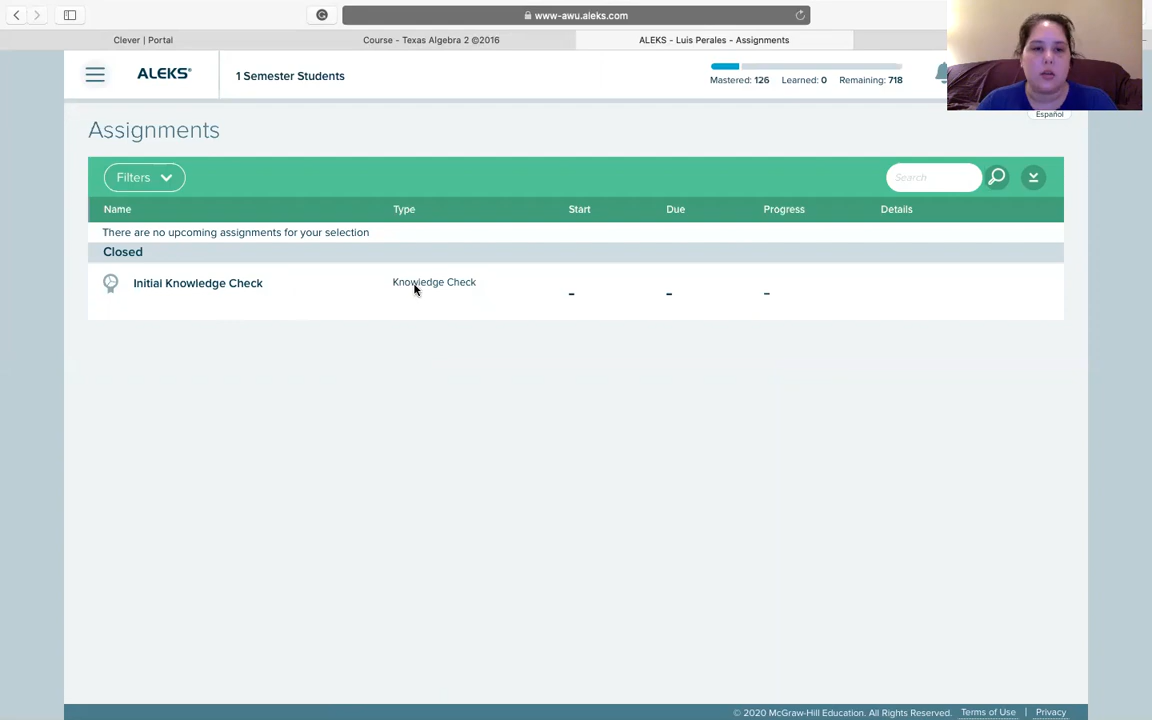 www-awu.aleks.com
Clever | Portal
Course - Texas Algebra 2 ©2016
ALEKS - Luis Perales - Assignments
ALEKS®
1 Semester Students
Mastered: 126
Learned: 0
Remaining: 718
Español
Assignments
Filters
Search
Name
Type
Start
Due
Progress
Details
There are no upcoming assignments for your selection
Closed
Initial Knowledge Check
Knowledge Check
–
–
–
© 2020 McGraw-Hill Education. All Rights Reserved.
Terms of Use
|
Privacy